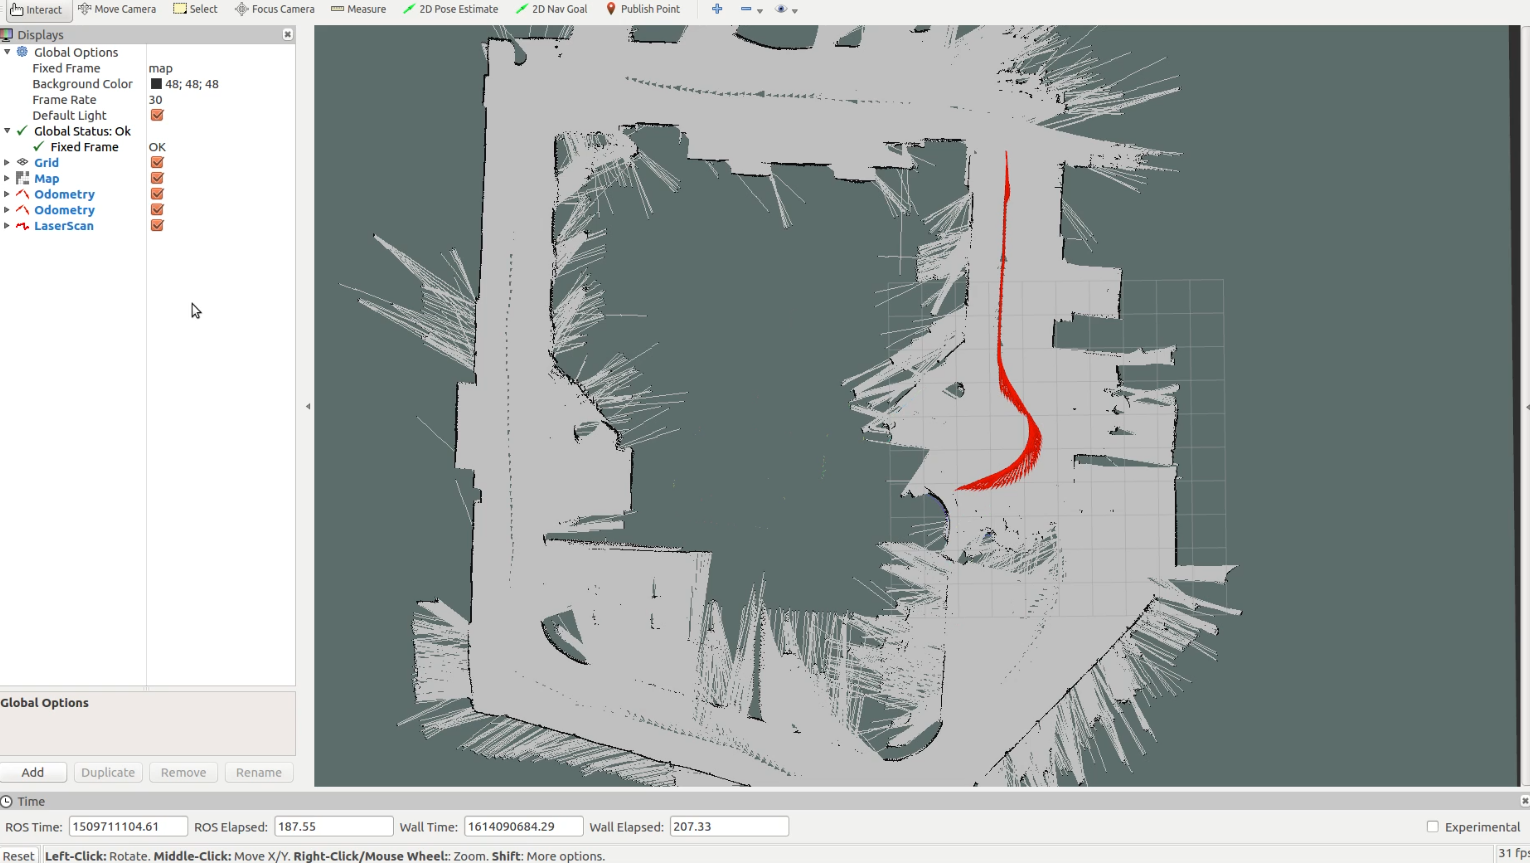 Interact Move Camera Select Focus Camera Measure 2D Pose Estimate 2D Nav Goal Publish Point
Displays
Global Options
Fixed Frame map
Background Color 48; 48; 48
Frame Rate 30
Default Light
Global Status: Ok
Fixed Frame OK
Grid
Map
Odometry
Odometry
LaserScan
Global Options
Add Duplicate Remove Rename
Time
ROS Time: 1509711104.61 ROS Elapsed: 187.55 Wall Time: 1614090684.29 Wall Elapsed: 207.33 Experimental
Reset Left-Click: Rotate. Middle-Click: Move X/Y. Right-Click/Mouse Wheel:: Zoom. Shift: More options. 31 fps